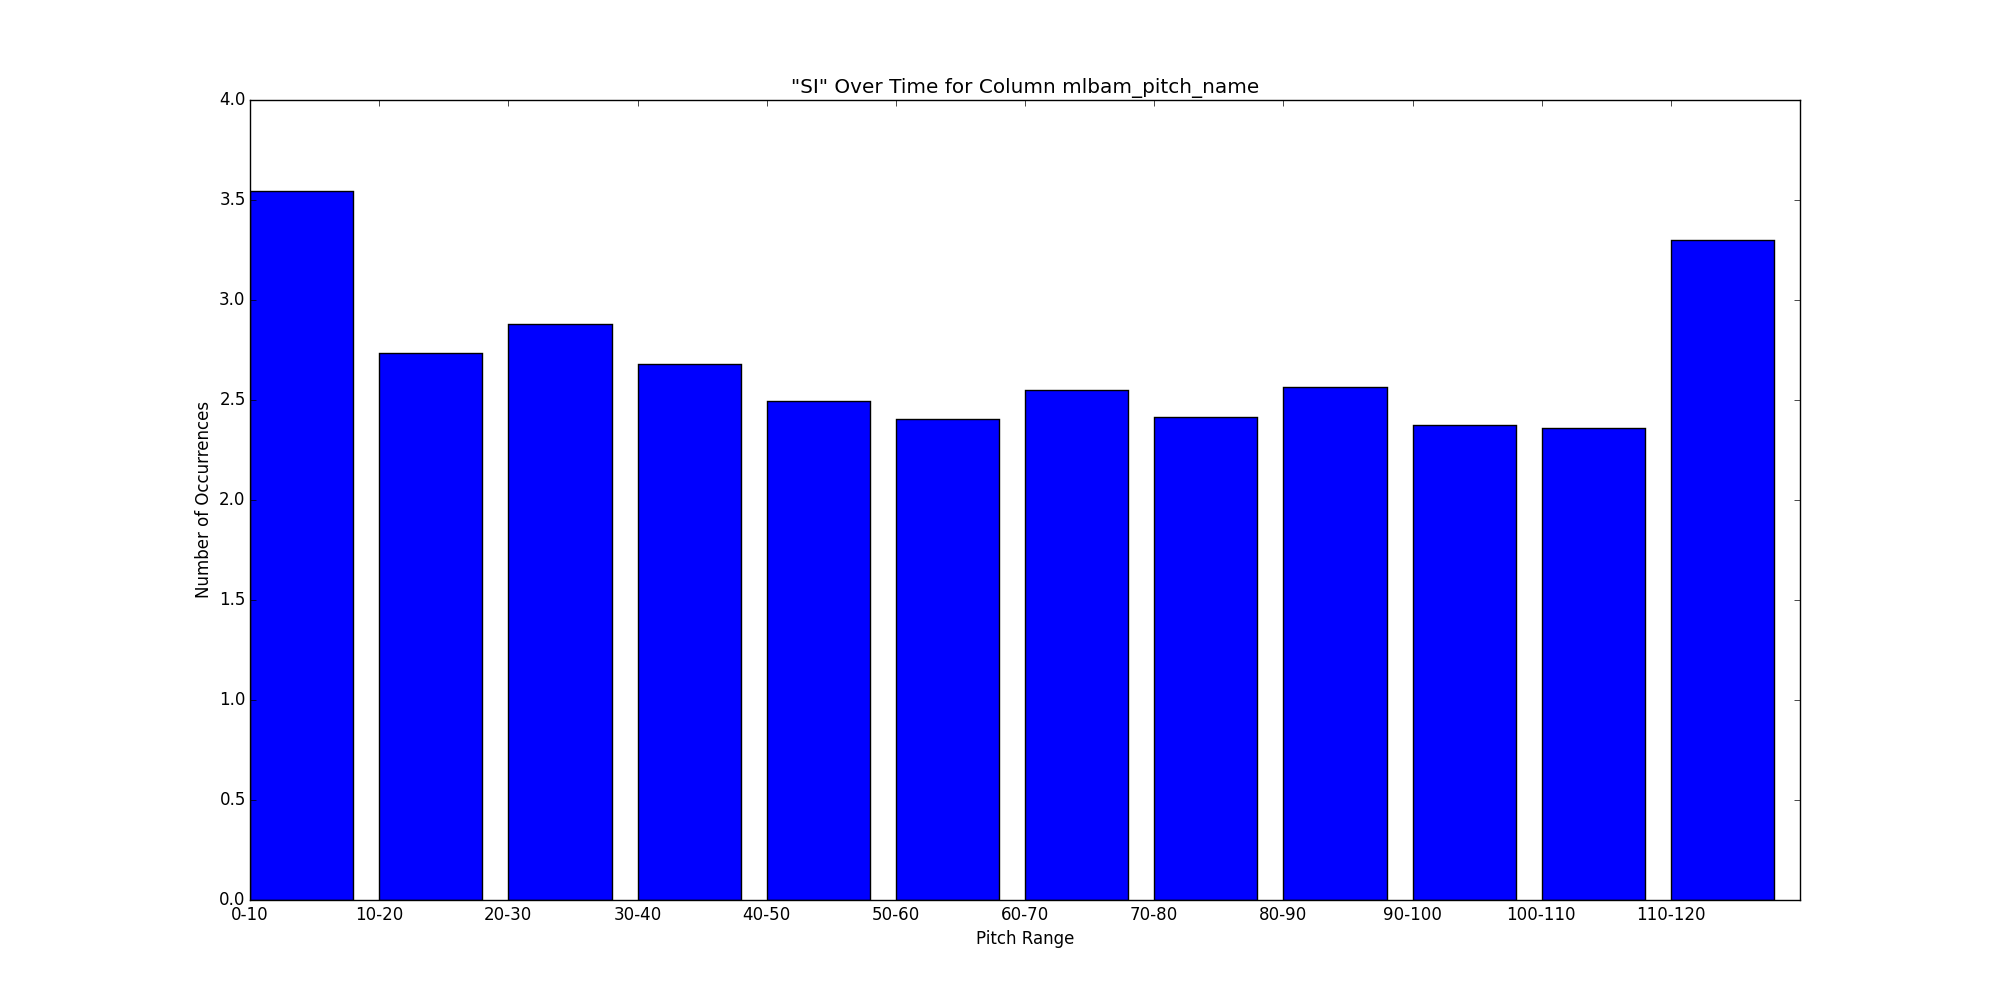 "SI" Over Time for Column mlbam_pitch_name
4.0
3.5
3.0
2.5
2.0
1.5
1.0
0.5
0.0
Number of Occurrences
0-10 10-20 20-30 30-40 40-50 50-60 60-70 70-80 80-90 90-100 100-110 110-120
Pitch Range